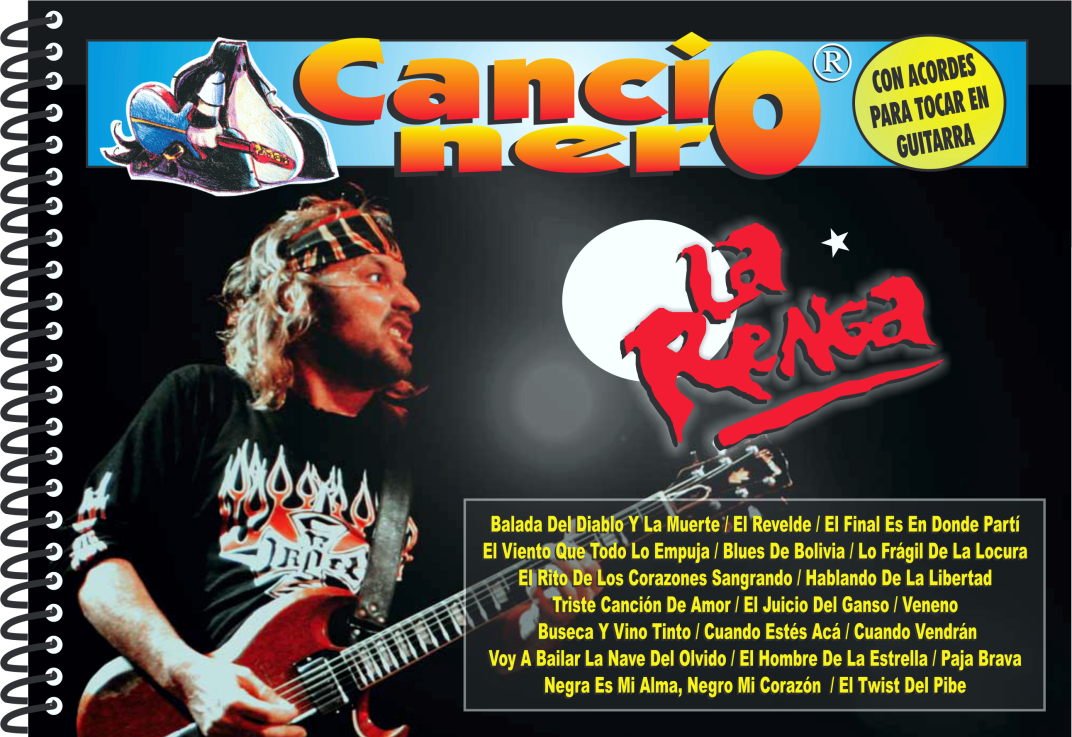 Canci
nerO
®
CON ACORDES
PARA TOCAR EN
GUITARRA
La
Renga
Balada Del Diablo Y La Muerte / El Revelde / El Final Es En Donde Partí
El Viento Que Todo Lo Empuja / Blues De Bolivia / Lo Frágil De La Locura
El Rito De Los Corazones Sangrando / Hablando De La Libertad
Triste Canción De Amor / El Juicio Del Ganso / Veneno
Buseca Y Vino Tinto / Cuando Estés Acá / Cuando Vendrán
Voy A Bailar La Nave Del Olvido / El Hombre De La Estrella / Paja Brava
Negra Es Mi Alma, Negro Mi Corazón / El Twist Del Pibe